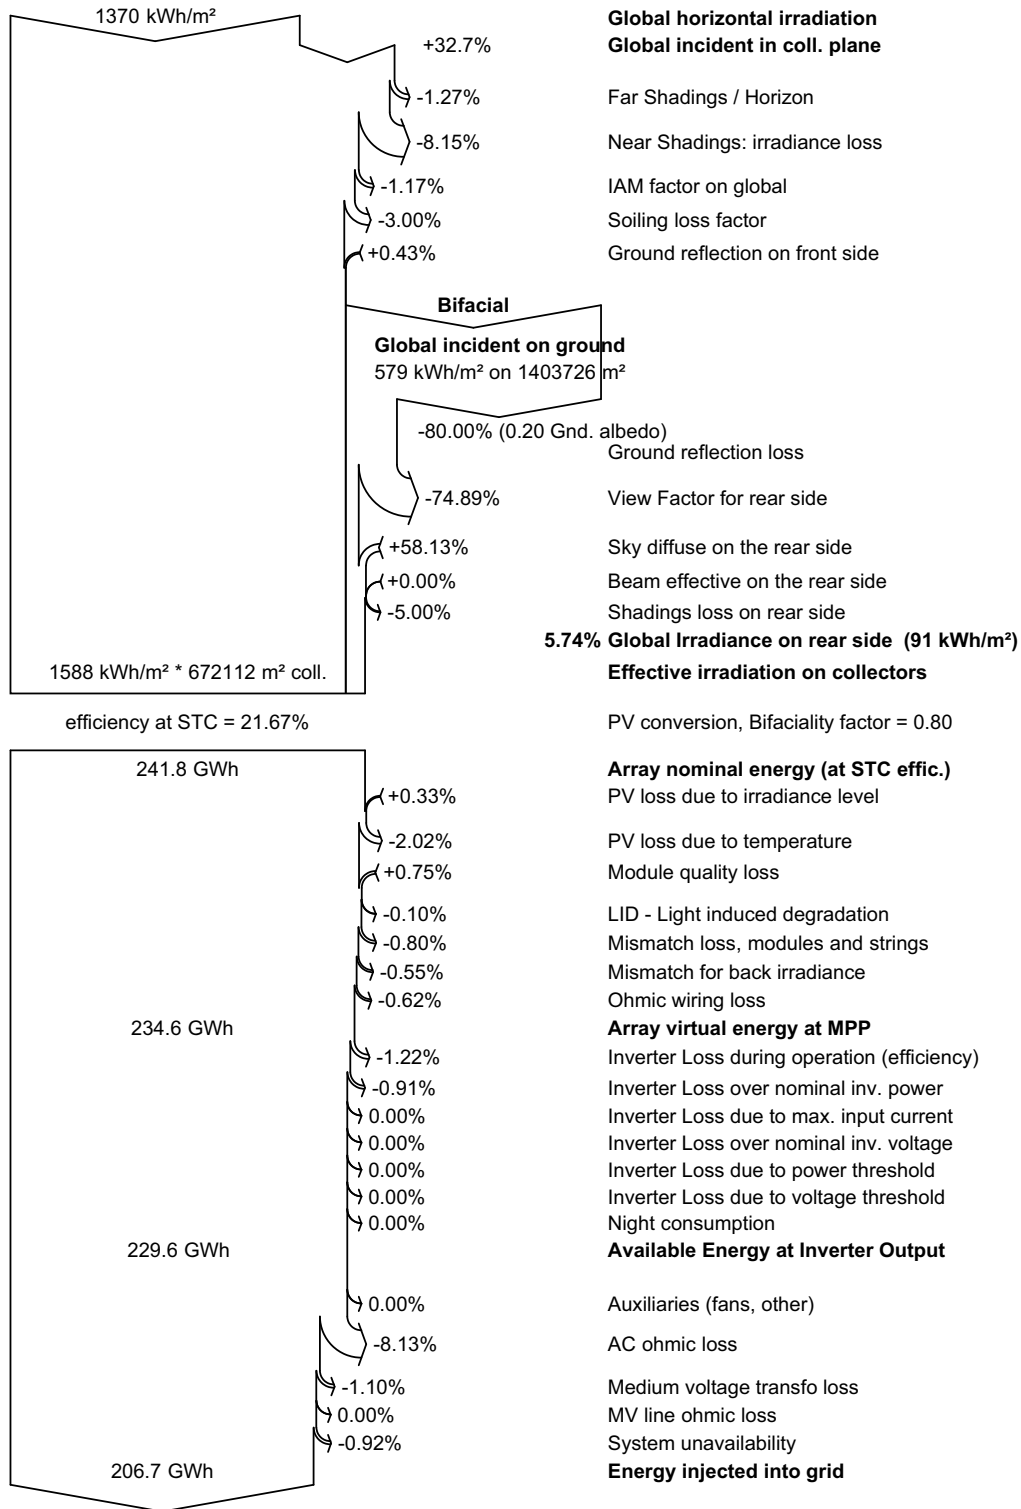 1370 kWh/m² Global horizontal irradiation
+32.7% Global incident in coll. plane
-1.27% Far Shadings / Horizon
-8.15% Near Shadings: irradiance loss
-1.17% IAM factor on global
-3.00% Soiling loss factor
+0.43% Ground reflection on front side
Bifacial
Global incident on ground
579 kWh/m² on 1403726 m²
-80.00% (0.20 Gnd. albedo)
Ground reflection loss
-74.89% View Factor for rear side
+58.13% Sky diffuse on the rear side
+0.00% Beam effective on the rear side
-5.00% Shadings loss on rear side
5.74% Global Irradiance on rear side (91 kWh/m²)
1588 kWh/m² * 672112 m² coll. Effective irradiation on collectors
efficiency at STC = 21.67% PV conversion, Bifaciality factor = 0.80
241.8 GWh Array nominal energy (at STC effic.)
+0.33% PV loss due to irradiance level
-2.02% PV loss due to temperature
+0.75% Module quality loss
-0.10% LID - Light induced degradation
-0.80% Mismatch loss, modules and strings
-0.55% Mismatch for back irradiance
-0.62% Ohmic wiring loss
234.6 GWh Array virtual energy at MPP
-1.22% Inverter Loss during operation (efficiency)
-0.91% Inverter Loss over nominal inv. power
0.00% Inverter Loss due to max. input current
0.00% Inverter Loss over nominal inv. voltage
0.00% Inverter Loss due to power threshold
0.00% Inverter Loss due to voltage threshold
0.00% Night consumption
229.6 GWh Available Energy at Inverter Output
0.00% Auxiliaries (fans, other)
-8.13% AC ohmic loss
-1.10% Medium voltage transfo loss
0.00% MV line ohmic loss
-0.92% System unavailability
206.7 GWh Energy injected into grid